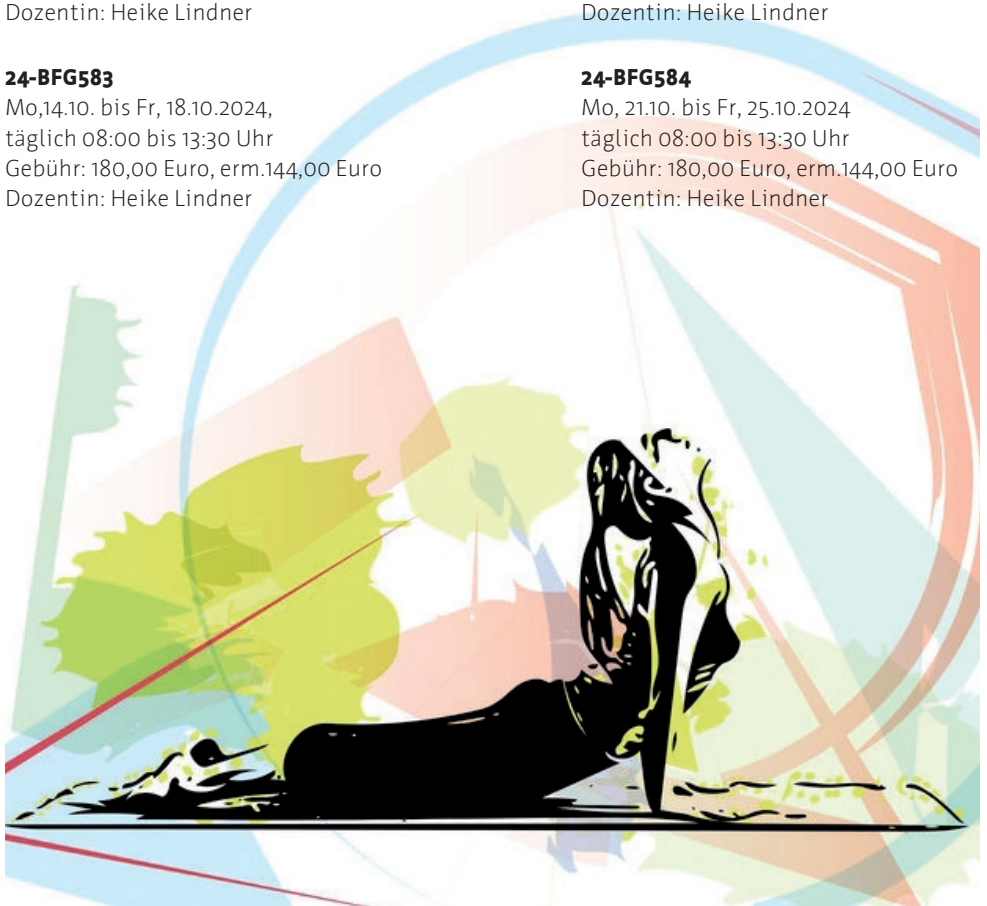 Dozentin: Heike Lindner
24-BFG583
Mo,14.10. bis Fr, 18.10.2024,
täglich 08:00 bis 13:30 Uhr
Gebühr: 180,00 Euro, erm.144,00 Euro
Dozentin: Heike Lindner
Dozentin: Heike Lindner
24-BFG584
Mo, 21.10. bis Fr, 25.10.2024
täglich 08:00 bis 13:30 Uhr
Gebühr: 180,00 Euro, erm.144,00 Euro
Dozentin: Heike Lindner